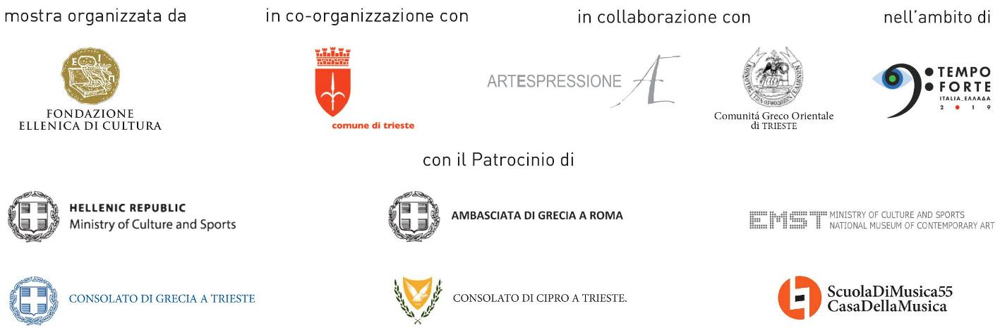 mostra organizzata da
in co-organizzazione con
in collaborazione con
nell'ambito di
Ε Ι Π
FONDAZIONE
ELLENICA DI CULTURA
comune di trieste
ARTESPRESSIONE Æ
Comunitá Greco Orientale
di TRIESTE
TEMPO
FORTE
ITALIA_ΕΛΛΑΔΑ
2 • 1 9
con il Patrocinio di
HELLENIC REPUBLIC
Ministry of Culture and Sports
AMBASCIATA DI GRECIA A ROMA
EMST
MINISTRY OF CULTURE AND SPORTS
NATIONAL MUSEUM OF CONTEMPORARY ART
CONSOLATO DI GRECIA A TRIESTE
CONSOLATO DI CIPRO A TRIESTE.
ScuolaDiMusica55
CasaDellaMusica